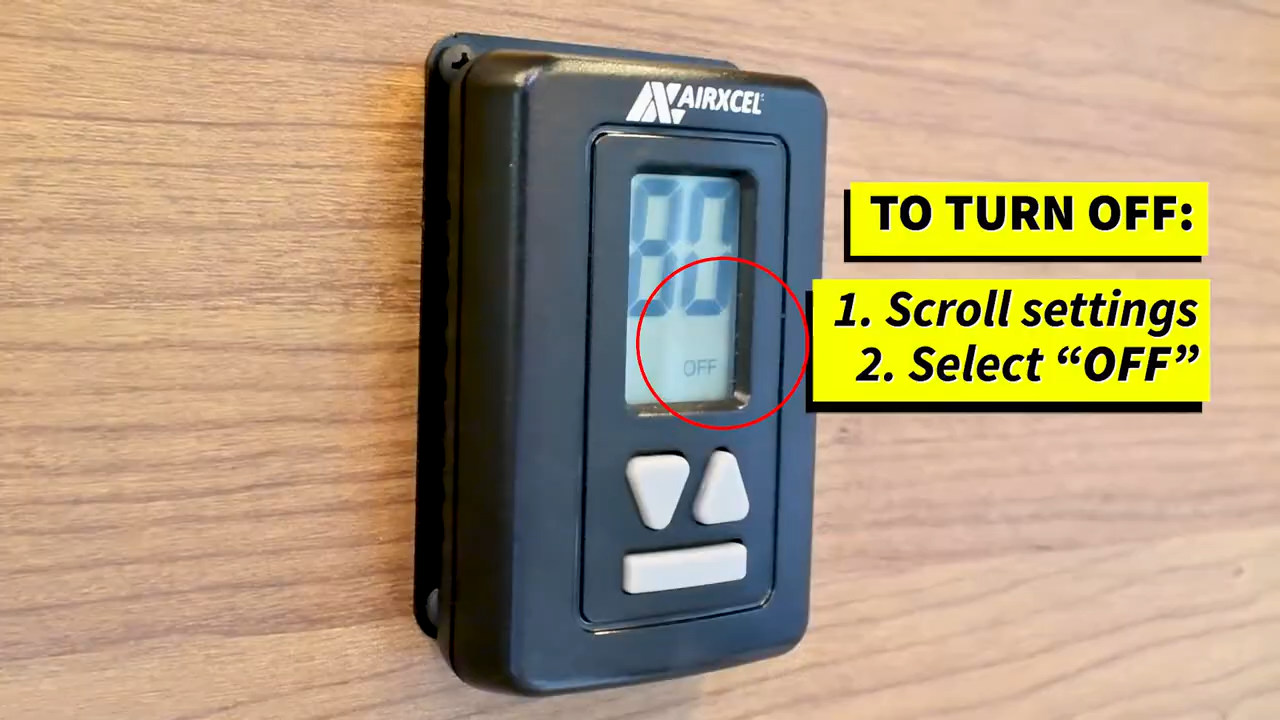 AIRXCEL
OFF
TO TURN OFF:
1. Scroll settings
2. Select “OFF”